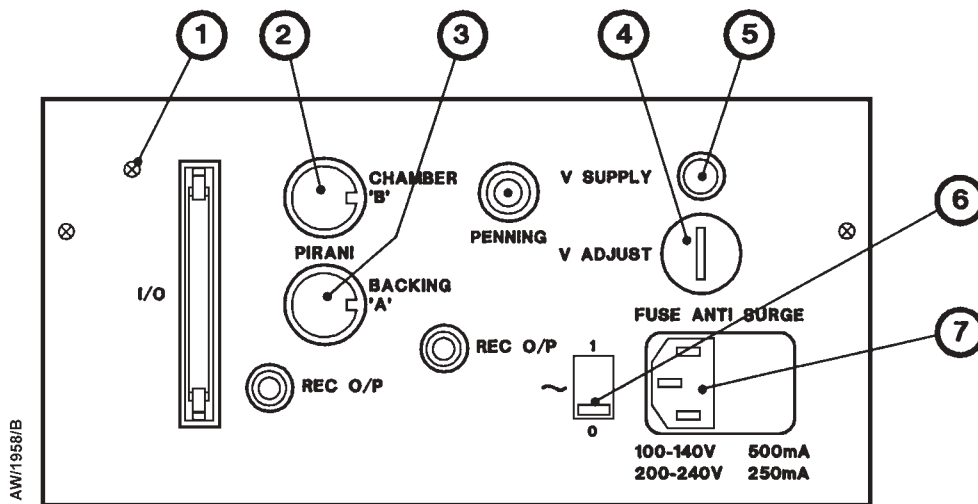 1 2 3 4 5
CHAMBER
'B'
PIRANI
BACKING
'A'
I/O
REC O/P
PENNING
REC O/P
V SUPPLY
V ADJUST
6
FUSE ANTI SURGE
7
1
~
0
100-140V 500mA
200-240V 250mA
AW/1958/B